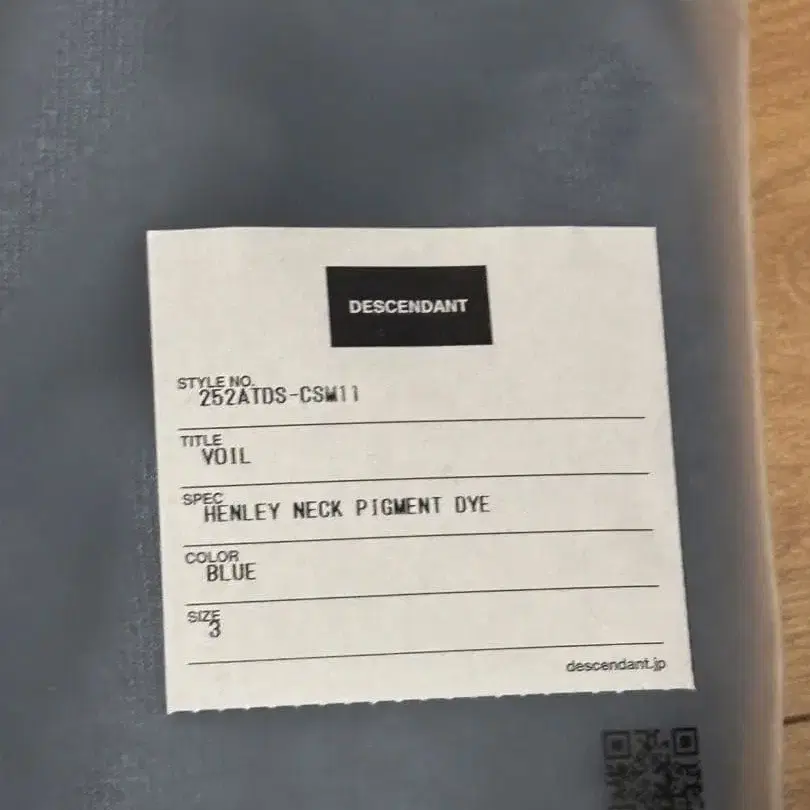 DESCENDANT
STYLE NO.
252ATDS-CSM11
TITLE
VOIL
SPEC
HENLEY NECK PIGMENT DYE
COLOR
BLUE
SIZE
3
descendant.jp